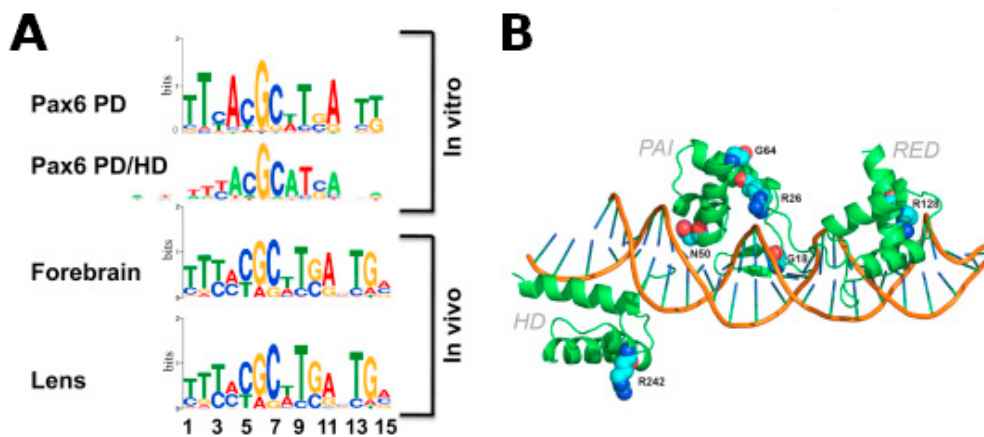 A
B
bits
Pax6 PD
Pax6 PD/HD
In vitro
bits
Forebrain
bits
Lens
In vivo
1 3 5 7 9 11 13 15
PAI
G64
R26
RED
R128
N50
G18
HD
R242